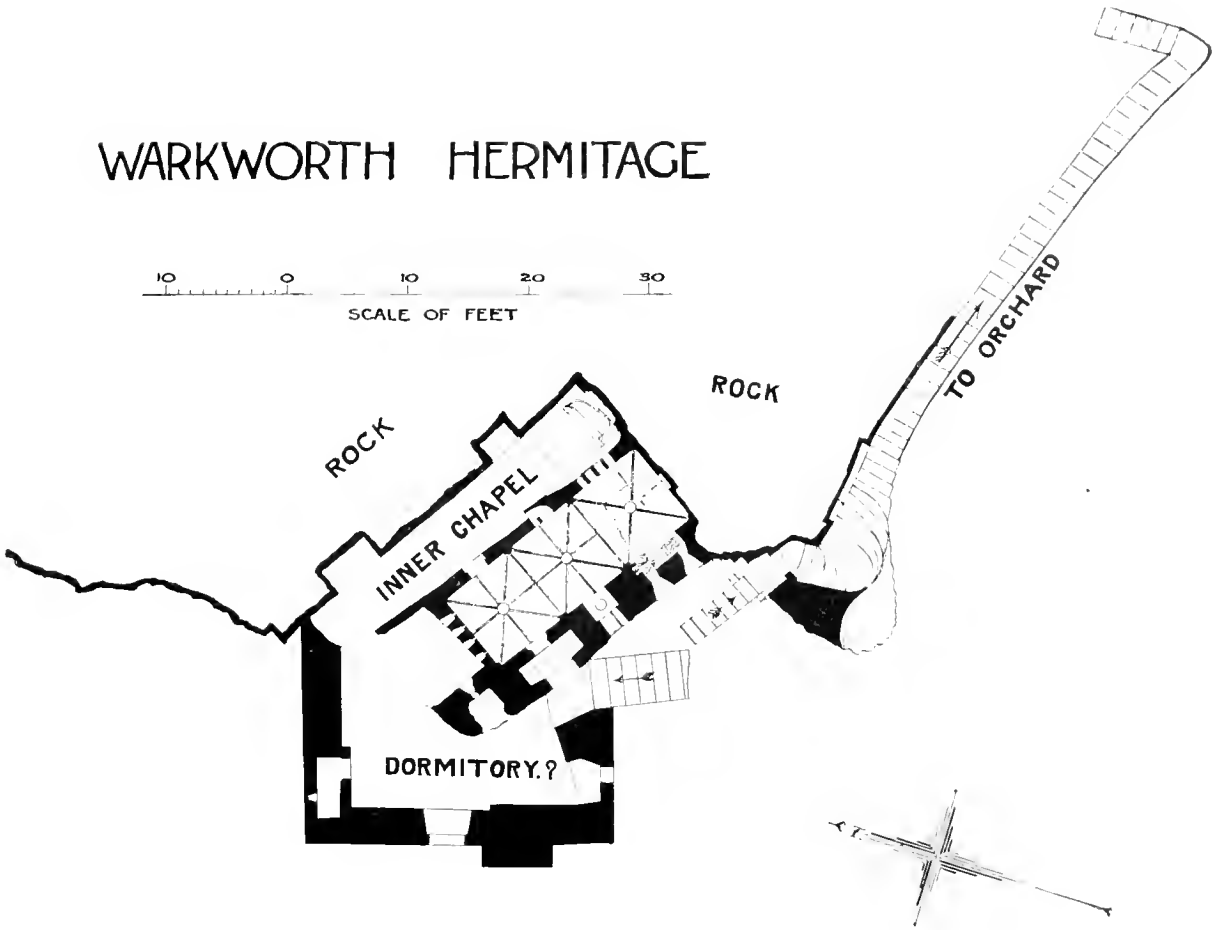 WARKWORTH HERMITAGE
10 0 10 20 30
SCALE OF FEET
ROCK
ROCK
TO ORCHARD
INNER CHAPEL
DORMITORY.?